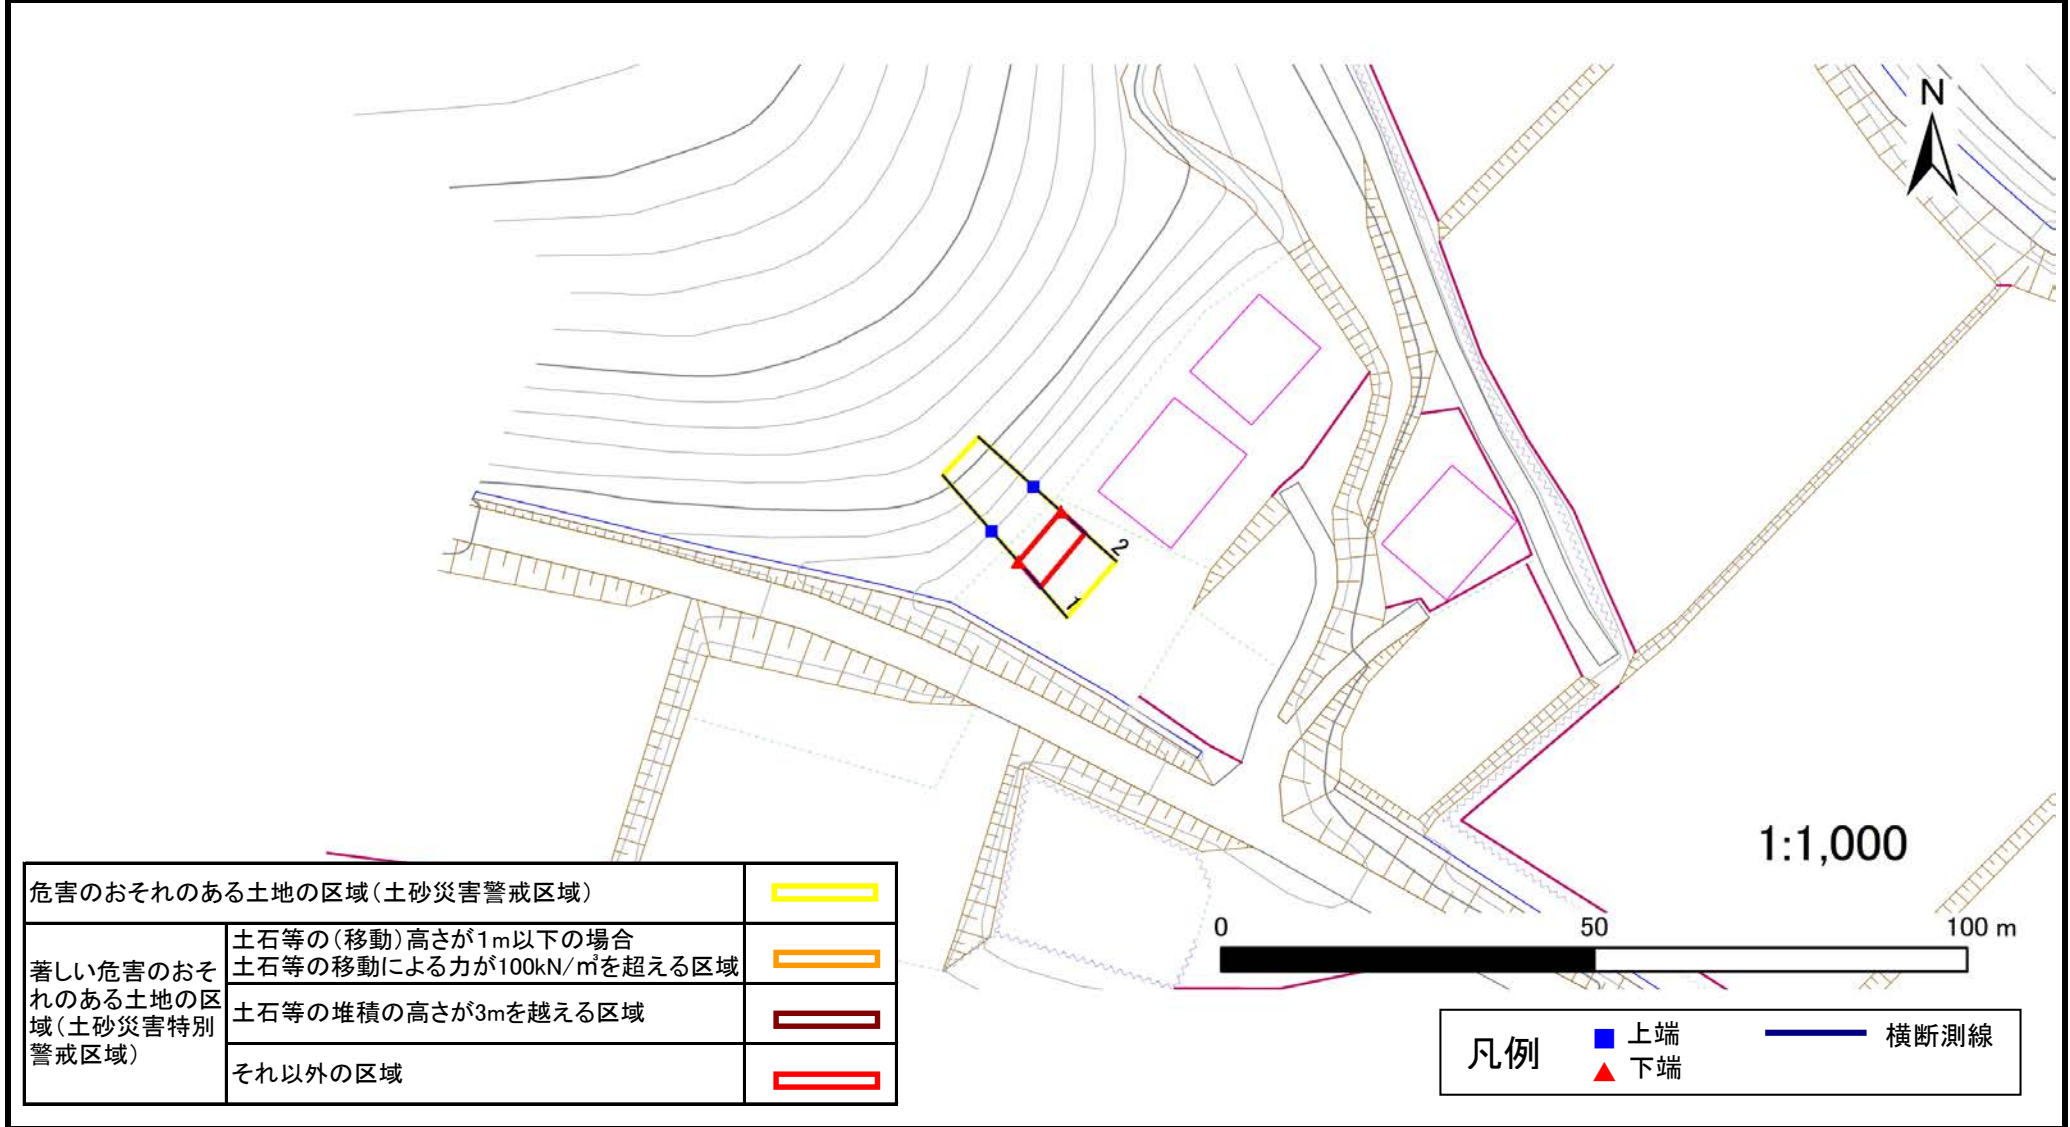 N
2
1
1:1,000
0 50 100 m
危害のおそれのある土地の区域(土砂災害警戒区域)
著しい危害のおそ
れのある土地の区
域(土砂災害特別
警戒区域)
土石等の(移動)高さが1m以下の場合
土石等の移動による力が100kN/㎡を超える区域
土石等の堆積の高さが3mを越える区域
それ以外の区域
凡例
上端
下端
横断測線